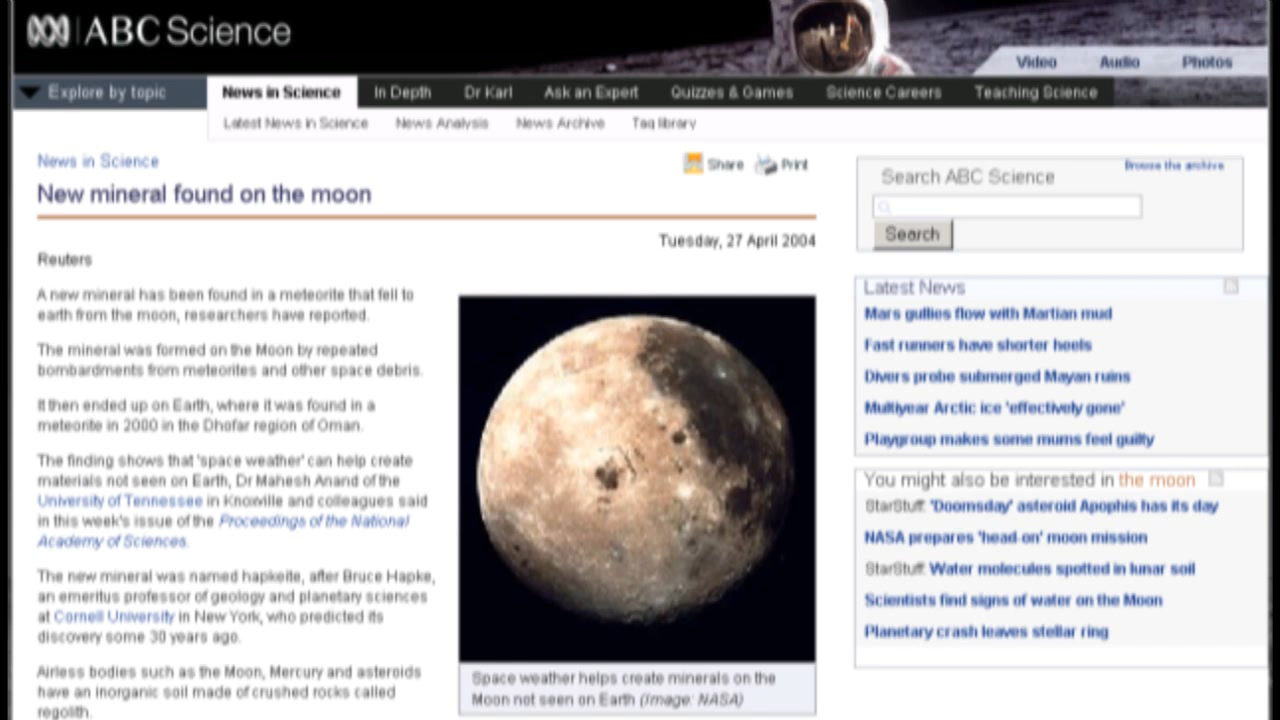 ABC Science
Video Audio Photos
Explore by topic News in Science In Depth Dr Karl Ask an Expert Quizzes & Games Science Careers Teaching Science
Latest News in Science News Analysis News Archive Tag library
News in Science
Share Print
New mineral found on the moon
Tuesday, 27 April 2004
Reuters
A new mineral has been found in a meteorite that fell to
earth from the moon, researchers have reported.
The mineral was formed on the Moon by repeated
bombardments from meteorites and other space debris.
It then ended up on Earth, where it was found in a
meteorite in 2000 in the Dhofar region of Oman.
The finding shows that 'space weather' can help create
materials not seen on Earth, Dr Mahesh Anand of the
University of Tennessee in Knoxville and colleagues said
in this week's issue of the Proceedings of the National
Academy of Sciences.
The new mineral was named hapkeite, after Bruce Hapke,
an emeritus professor of geology and planetary sciences
at Cornell University in New York, who predicted its
discovery some 30 years ago.
Airless bodies such as the Moon, Mercury and asteroids
have an inorganic soil made of crushed rocks called
regolith.
Space weather helps create minerals on the
Moon not seen on Earth (Image: NASA)
Browse the archive
Search ABC Science
Search
Latest News
Mars gullies flow with Martian mud
Fast runners have shorter heels
Divers probe submerged Mayan ruins
Multiyear Arctic ice 'effectively gone'
Playgroup makes some mums feel guilty
You might also be interested in the moon
StarStuff: 'Doomsday' asteroid Apophis has its day
NASA prepares 'head-on' moon mission
StarStuff: Water molecules spotted in lunar soil
Scientists find signs of water on the Moon
Planetary crash leaves stellar ring